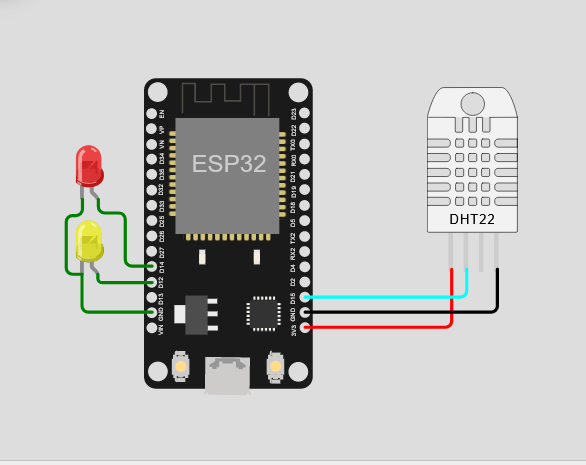 EN
VP
VN
D34
D35
D32
D33
D25
D26
D27
D14
D12
D13
GND
VIN
ESP32
D23
D22
TX0
RX0
D21
D19
D18
D5
TX2
RX2
D4
D2
D15
GND
3V3
DHT22